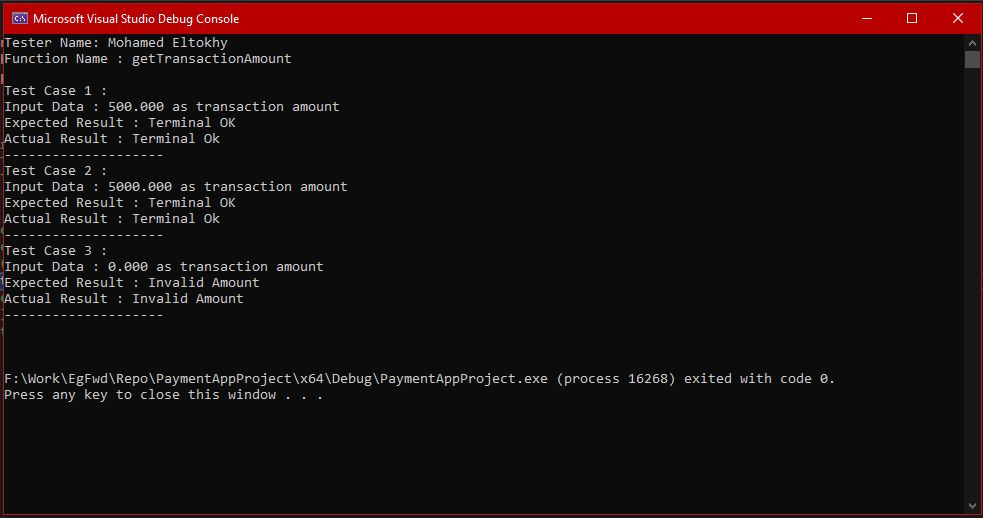 Microsoft Visual Studio Debug Console
Tester Name: Mohamed Eltokhy
Function Name : getTransactionAmount
Test Case 1 :
Input Data : 500.000 as transaction amount
Expected Result : Terminal OK
Actual Result : Terminal Ok
--------------------
Test Case 2 :
Input Data : 5000.000 as transaction amount
Expected Result : Terminal OK
Actual Result : Terminal Ok
--------------------
Test Case 3 :
Input Data : 0.000 as transaction amount
Expected Result : Invalid Amount
Actual Result : Invalid Amount
--------------------
F:\Work\EgFwd\Repo\PaymentAppProject\x64\Debug\PaymentAppProject.exe (process 16268) exited with code 0.
Press any key to close this window . . .